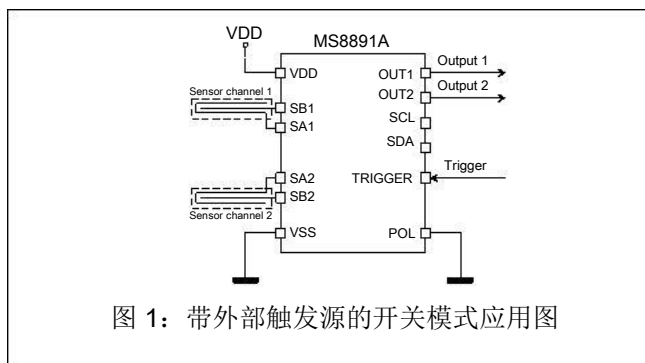 VDD
MS8891A
VDD
OUT1
Output 1
Sensor channel 1
OUT2
Output 2
SB1
SCL
SA1
SDA
SA2
TRIGGER
Trigger
SB2
Sensor channel 2
VSS
POL
图 1：带外部触发源的开关模式应用图